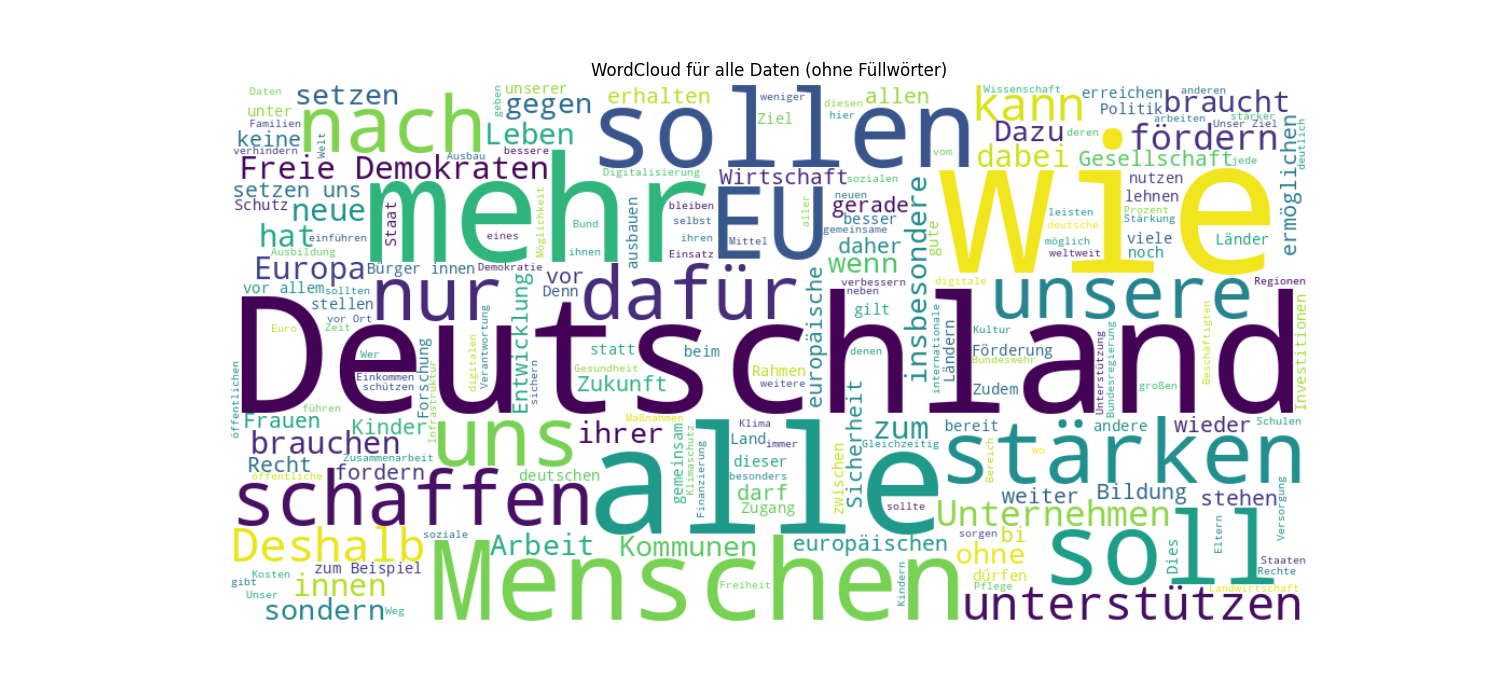 WordCloud für alle Daten (ohne Füllwörter)
Daten
setzen
geben
unserer
gegen
erhalten
weniger
diesen
hier
allen
Wissenschaft
kann
erreichen
anderen
Politik
braucht
unter
Familien
keine
verhindern
Welt
nach
Leben
Ausbau
bessere
sollen
Ziel
Dazu
deren
arbeiten
Unser Ziel
stärker
fördern
deutlich
Freie Demokraten
Digitalisierung
Wirtschaft
sozialen
vom
dabei
Gesellschaft
jede
ermöglichen
setzen uns
Schutz
neue
Staat
mehr
eines
Möglichkeit
Bund
ihnen
ausbauen
bleiben
selbst
ihren
Einsatz
EU
Mittel
aller
neuen
gerade
besser
gemeinsame
daher
insbesondere
gute
wie
nutzen
lehnen
Prozent
Stärkung
leisten
deutsche
möglich
weltweit
viele
noch
Länder
hat
einführen
Ausbildung
Europa
Bürger innen
Demokratie
vor
Denn
wenn
verbessern
neben
digitale
Regionen
vor allem
sollten
stellen
vor Ort
nur
dafür
europäische
gilt
unsere
Euro
Zeit
Wer
Entwicklung
Verantwortung
digitalen
Deutschland
statt
beim
denen
internationale
Ländern
Kultur
Förderung
Bundeswehr
Unterstützung
Bundesregierung
Beschäftigten
Investitionen
Einkommen
schützen
Forschung
Infrastruktur
sichern
Gesundheit
Zukunft
Rahmen
weitere
Zudem
großen
öffentlichen
führen
Frauen
Kinder
uns
Maßnahmen
ihrer
Klima
Land
immer
Sicherheit
zum
Gleichzeitig
bereit
andere
wieder
Schulen
brauchen
Zusammenarbeit
Recht
öffentliche
fordern
deutschen
gemeinsam
Klimaschutz
Finanzierung
dieser
besonders
darf
Zugang
alle
zwischen
sollte
stärken
Bereich
wo
schaffen
weiter
Bildung
stehen
Versorgung
Deshalb
soziale
Arbeit
Kommunen
europäischen
Unternehmen
sorgen
bi
ohne
dürfen
Pflege
soll
Dies
Eltern
Staaten
Rechte
Landwirtschaft
gibt
Kosten
Unser
zum Beispiel
innen
sondern
Weg
Menschen
Freiheit
Kindern
unterstützen